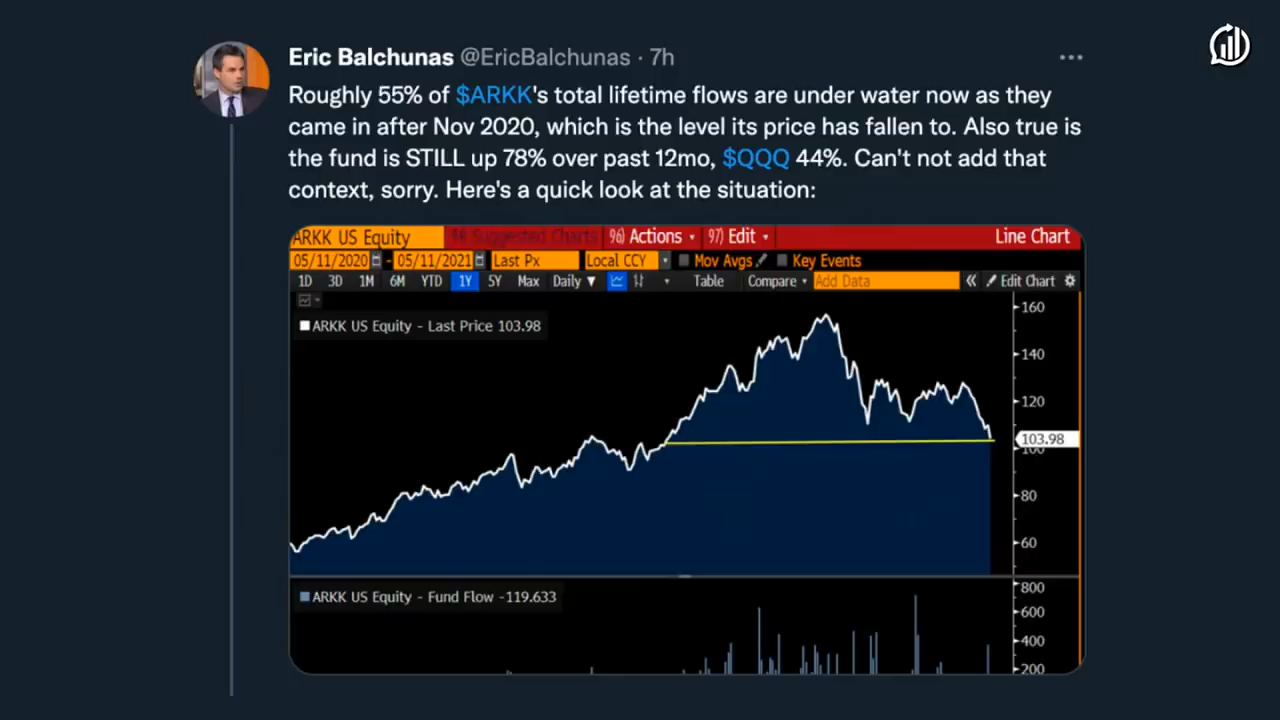 Eric Balchunas @EricBalchunas · 7h
Roughly 55% of $ARKK's total lifetime flows are under water now as they
came in after Nov 2020, which is the level its price has fallen to. Also true is
the fund is STILL up 78% over past 12mo, $QQQ 44%. Can't not add that
context, sorry. Here's a quick look at the situation:
ARKK US Equity 98 Suggested Charts 96) Actions 97) Edit Line Chart
05/11/2020 - 05/11/2021 Last Px Local CCY Mov Avgs Key Events
1D 3D 1M 6M YTD 1Y 5Y Max Daily ▼ Table Compare Add Data « Edit Chart
ARKK US Equity - Last Price 103.98
160
140
120
103.98
100
80
60
ARKK US Equity - Fund Flow -119.633
800
600
400
200